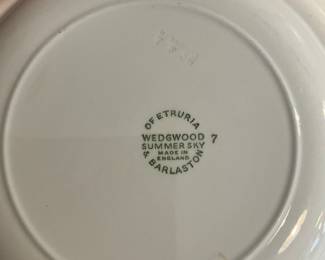 OF ETRURIA
WEDGWOOD 7
SUMMER SKY
MADE IN
ENGLAND
& BARLASTON